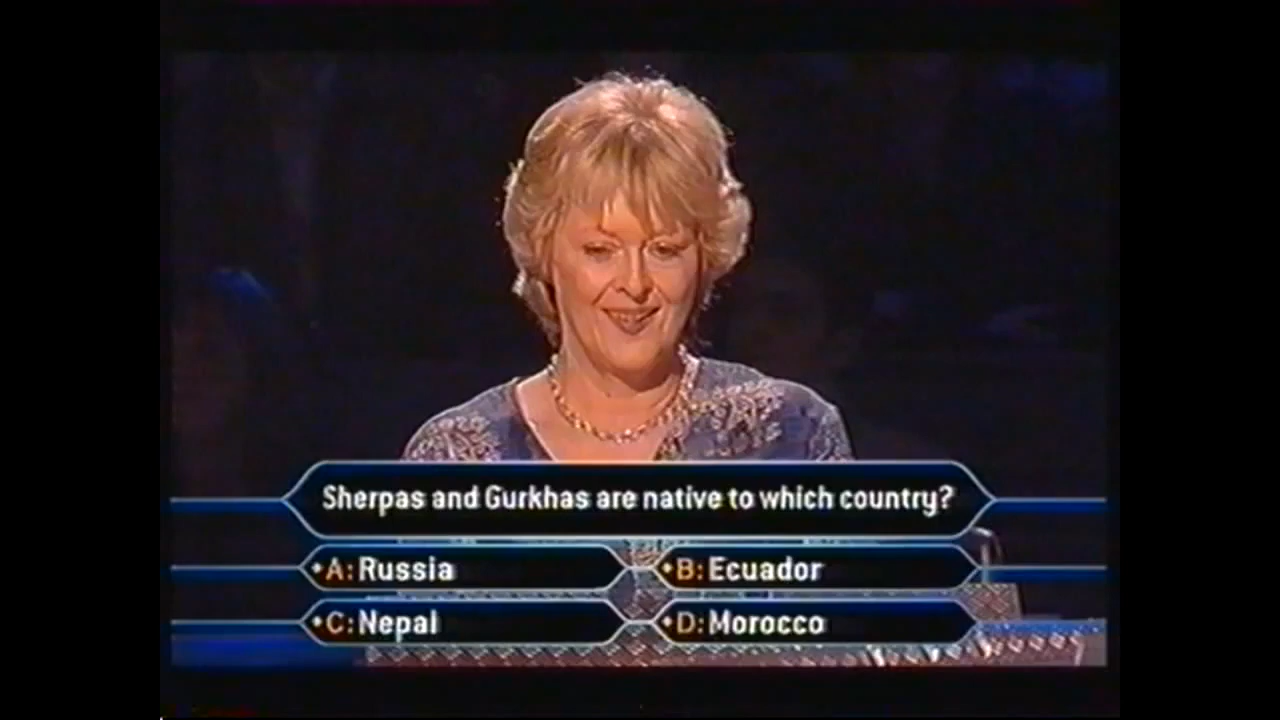 Sherpas and Gurkhas are native to which country?
A: Russia
B: Ecuador
C: Nepal
D: Morocco